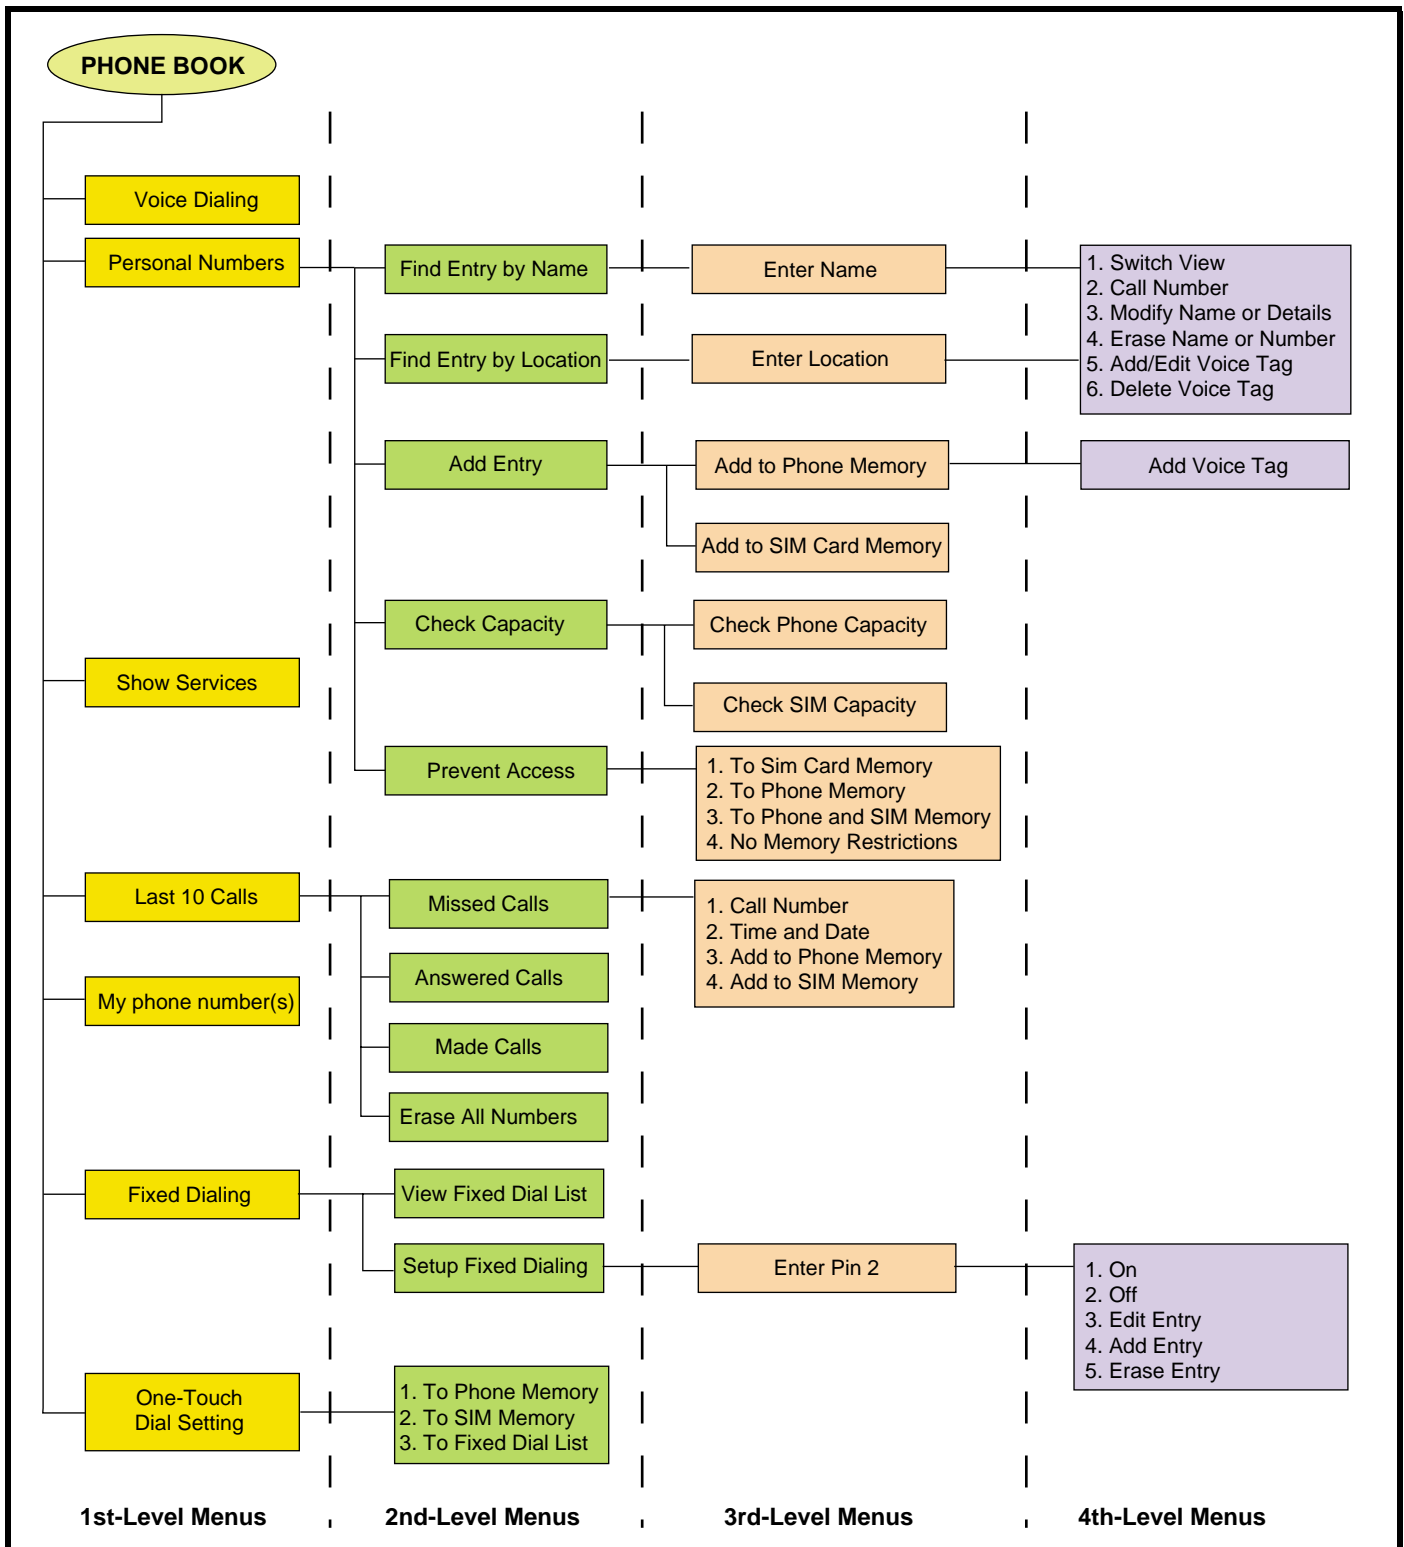 PHONE BOOK
Voice Dialing
Personal Numbers
Find Entry by Name
Enter Name
1. Switch View
2. Call Number
3. Modify Name or Details
4. Erase Name or Number
5. Add/Edit Voice Tag
6. Delete Voice Tag
Find Entry by Location
Enter Location
Add Entry
Add to Phone Memory
Add Voice Tag
Add to SIM Card Memory
Check Capacity
Check Phone Capacity
Show Services
Check SIM Capacity
Prevent Access
1. To Sim Card Memory
2. To Phone Memory
3. To Phone and SIM Memory
4. No Memory Restrictions
Last 10 Calls
Missed Calls
1. Call Number
2. Time and Date
3. Add to Phone Memory
4. Add to SIM Memory
Answered Calls
My phone number(s)
Made Calls
Erase All Numbers
Fixed Dialing
View Fixed Dial List
Setup Fixed Dialing
Enter Pin 2
1. On
2. Off
3. Edit Entry
4. Add Entry
5. Erase Entry
One-Touch
Dial Setting
1. To Phone Memory
2. To SIM Memory
3. To Fixed Dial List
1st-Level Menus
2nd-Level Menus
3rd-Level Menus
4th-Level Menus